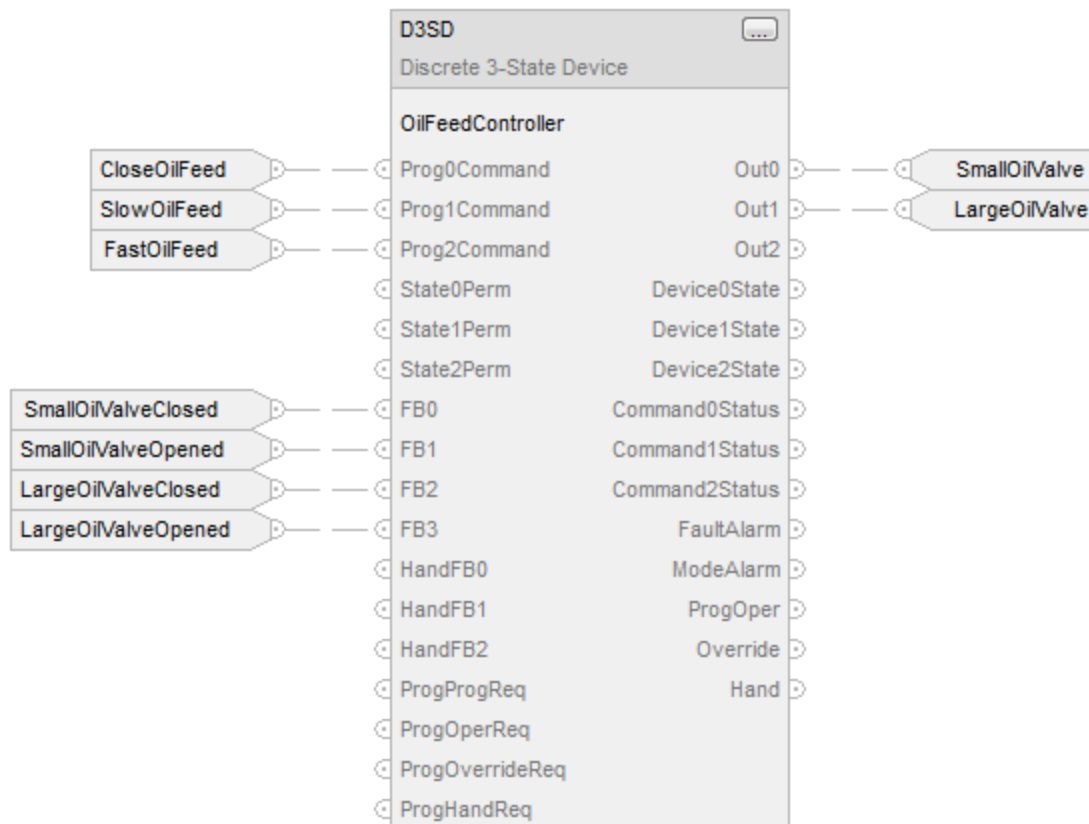 D3SD
...
Discrete 3-State Device
OilFeedController
CloseOilFeed Prog0Command Out0 SmallOilValve
SlowOilFeed Prog1Command Out1 LargeOilValve
FastOilFeed Prog2Command Out2
State0Perm Device0State
State1Perm Device1State
State2Perm Device2State
SmallOilValveClosed FB0 Command0Status
SmallOilValveOpened FB1 Command1Status
LargeOilValveClosed FB2 Command2Status
LargeOilValveOpened FB3 FaultAlarm
HandFB0 ModeAlarm
HandFB1 ProgOper
HandFB2 Override
ProgProgReq Hand
ProgOperReq
ProgOverrideReq
ProgHandReq